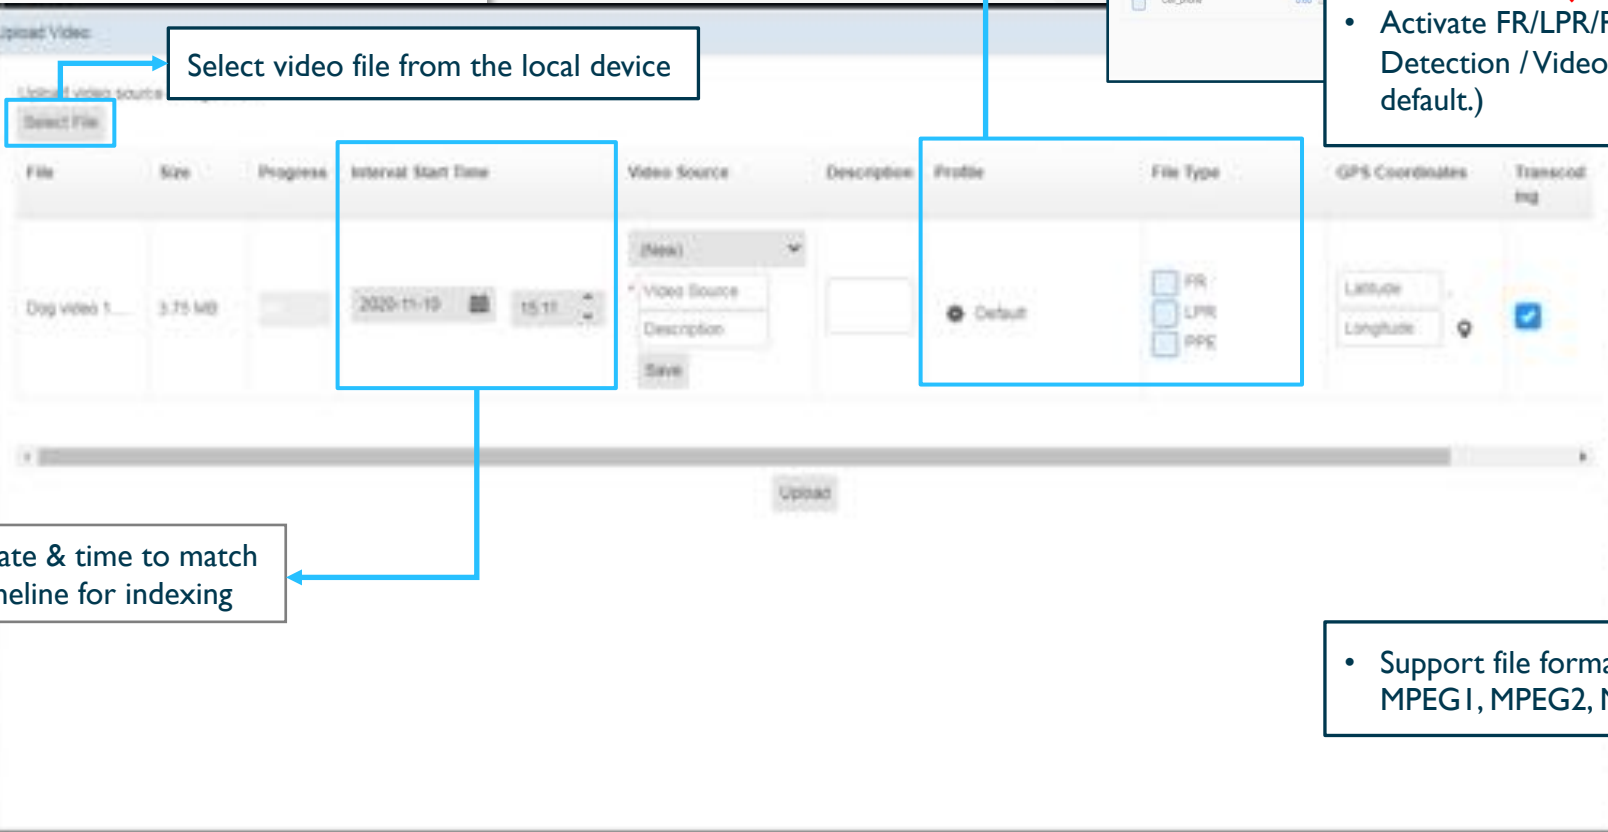 Upload Video
Select video file from the local device
Upload video source
Select File
• Activate FR/LPR/
Detection / Video
default.)
File
Size
Progress
Interval Start Time
Video Source
Description
Profile
File Type
GPS Coordinates
Transcod
ing
Dog video 1....
3.75 MB
2020-11-10
15:11
(New)
* Video Source
Description
Save
Default
FR
LPR
PPE
Latitude
,
Longitude
Upload
ate & time to match
neline for indexing
• Support file forma
MPEG1, MPEG2,